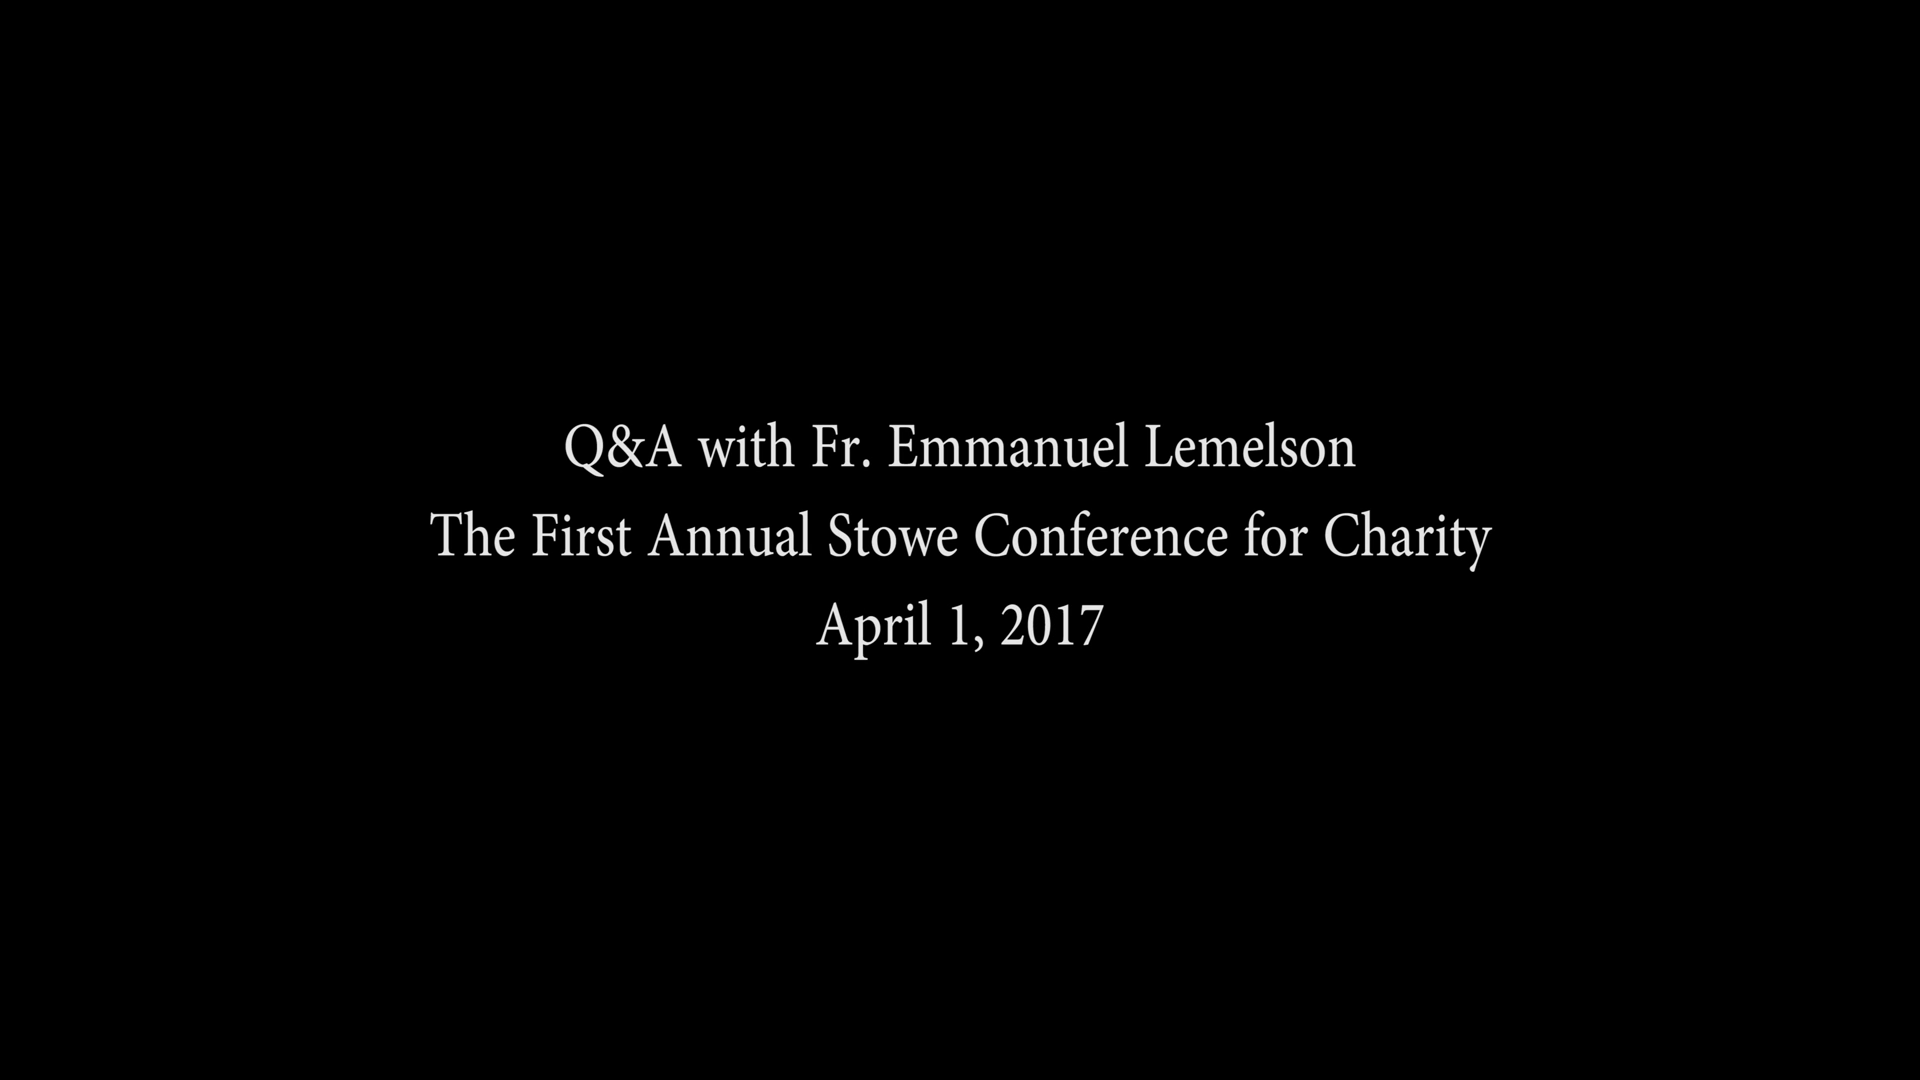 Q&A with Fr. Emmanuel Lemelson
The First Annual Stowe Conference for Charity
April 1, 2017